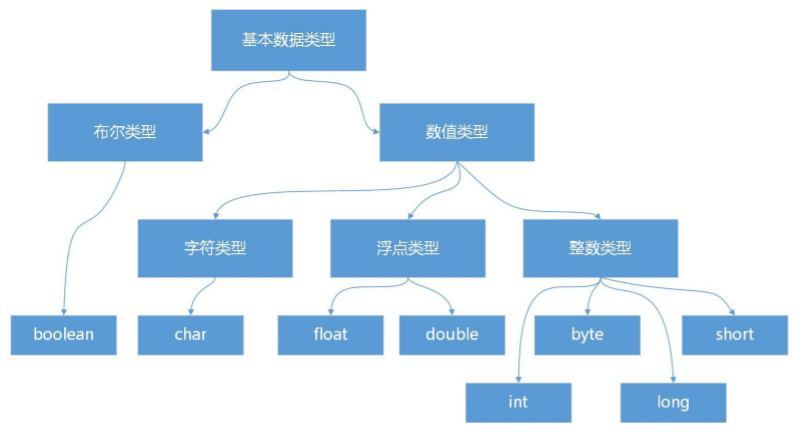 基本数据类型
布尔类型
数值类型
字符类型
浮点类型
整数类型
boolean
char
float
double
byte
short
int
long